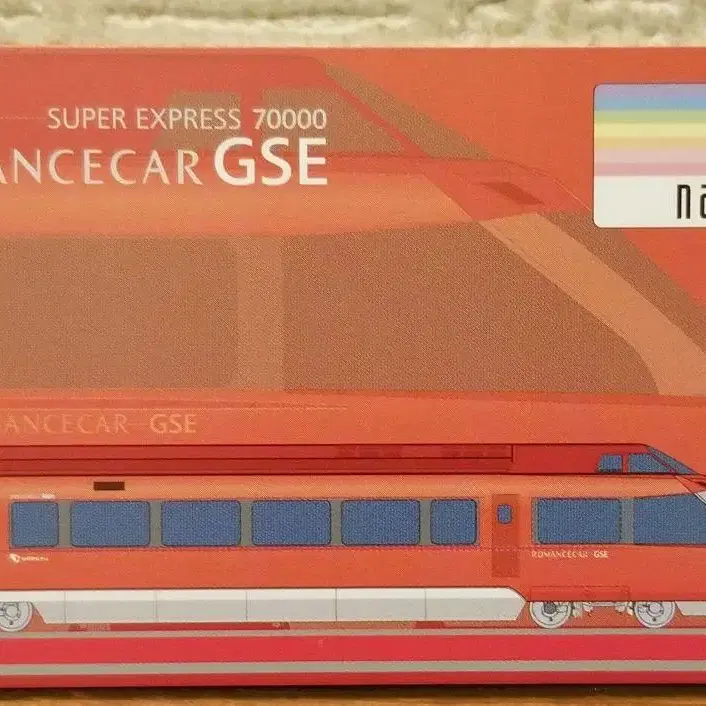 SUPER EXPRESS 70000
ANCECAR GSE
na
ANCECAR GSE
ROMANCECAR GSE